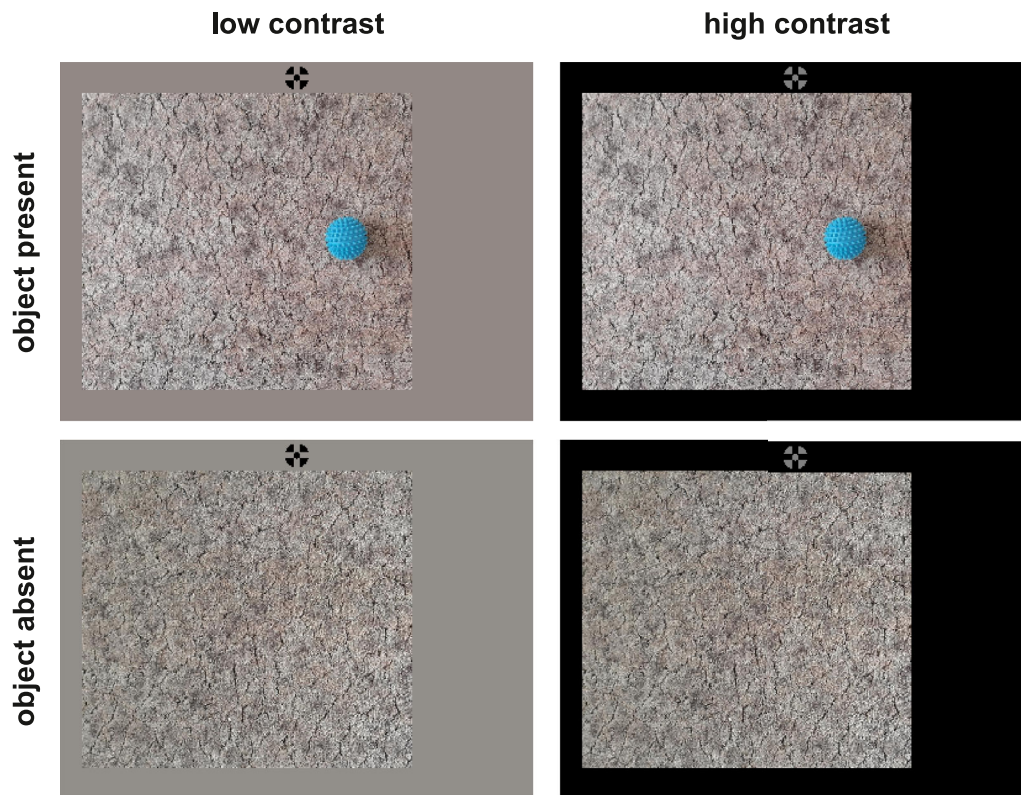 low contrast
high contrast
object present
object absent